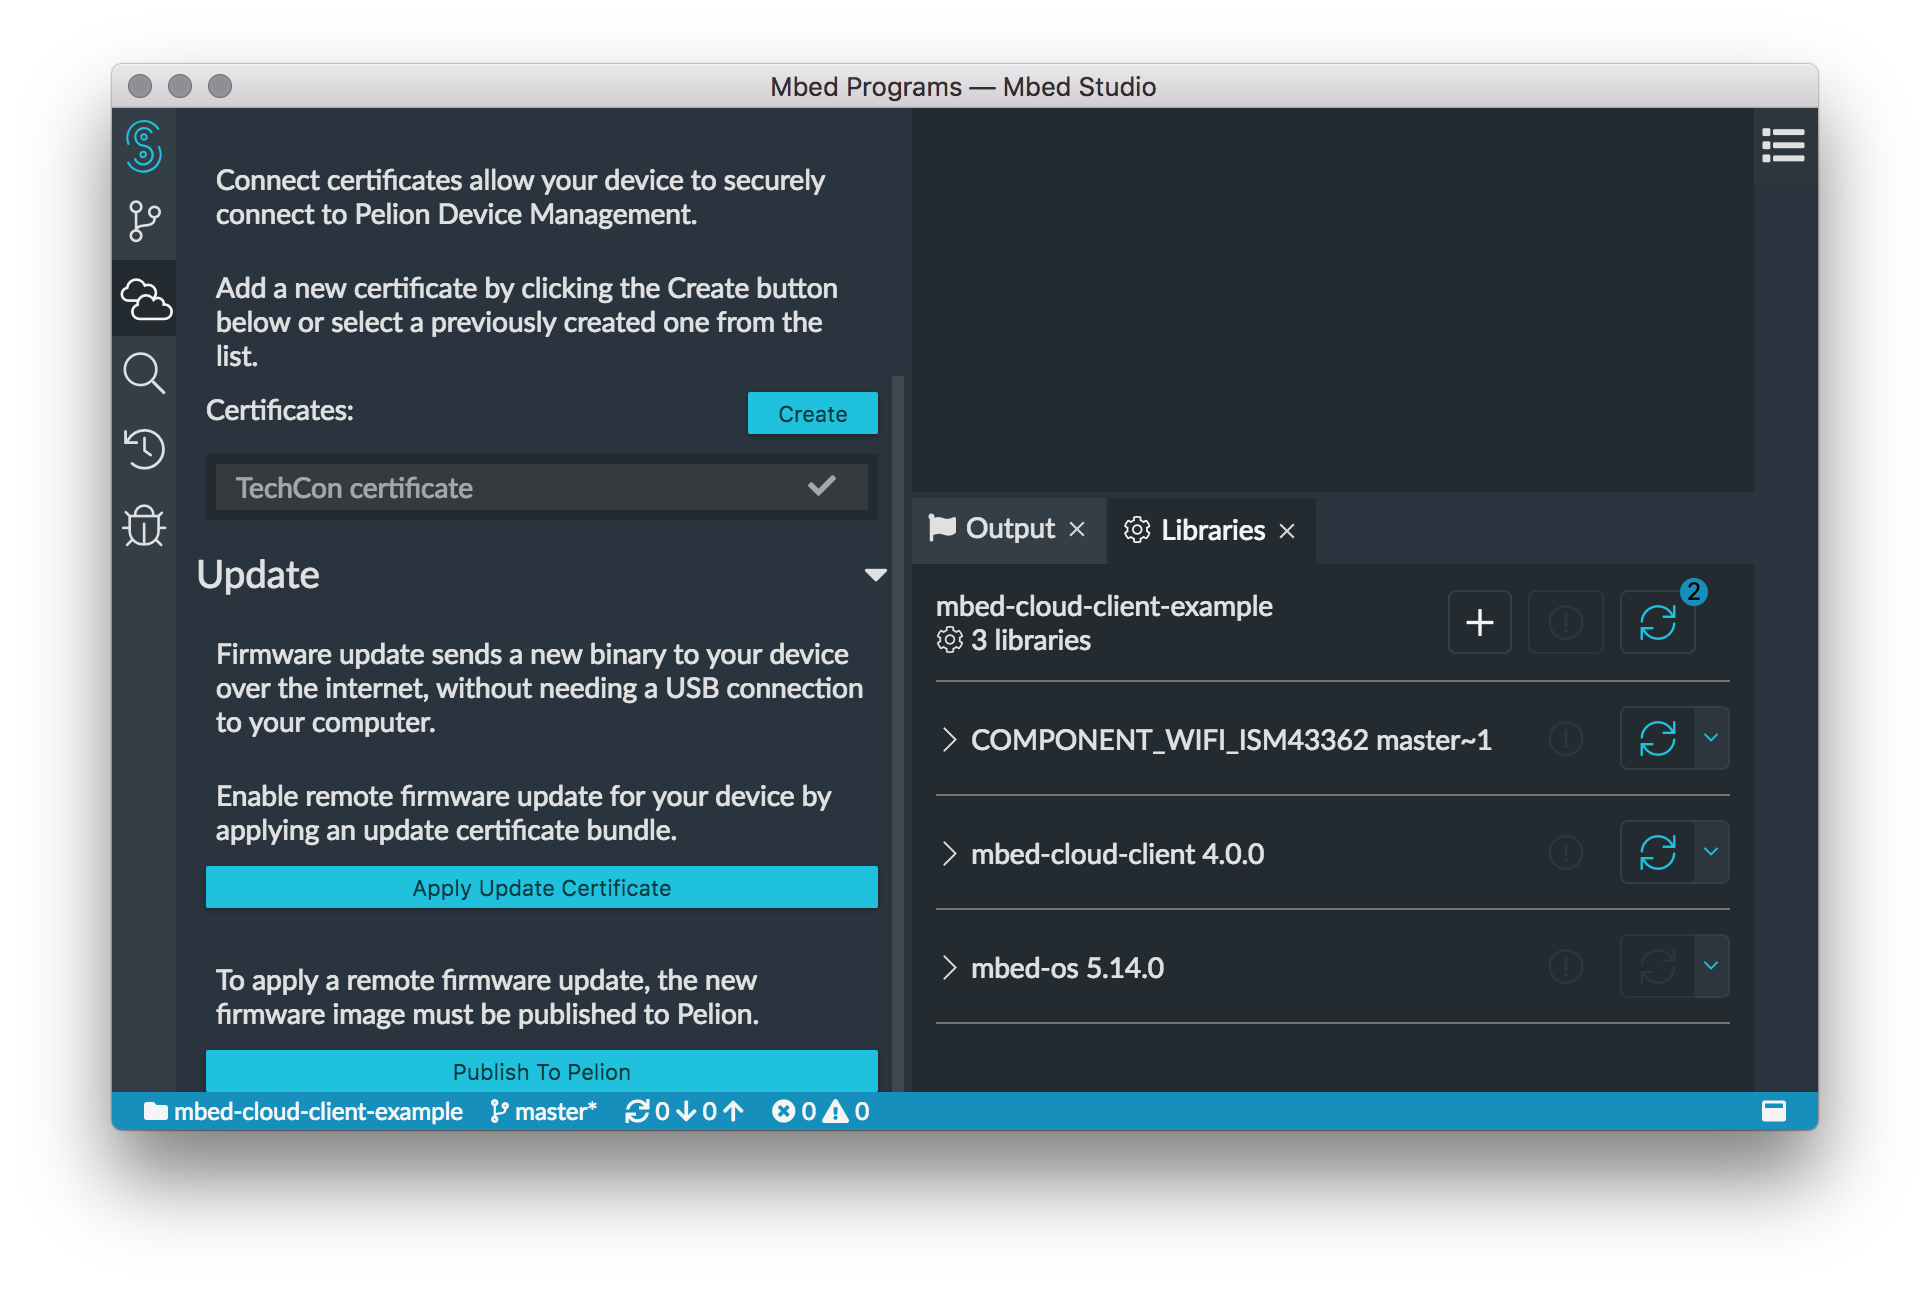 Mbed Programs — Mbed Studio
Connect certificates allow your device to securely
connect to Pelion Device Management.
Add a new certificate by clicking the Create button
below or select a previously created one from the
list.
Certificates:
Create
TechCon certificate
Update
Firmware update sends a new binary to your device
over the internet, without needing a USB connection
to your computer.
Enable remote firmware update for your device by
applying an update certificate bundle.
Apply Update Certificate
To apply a remote firmware update, the new
firmware image must be published to Pelion.
Publish To Pelion
Output
Libraries
mbed-cloud-client-example
3 libraries
2
COMPONENT_WIFI_ISM43362 master~1
mbed-cloud-client 4.0.0
mbed-os 5.14.0
mbed-cloud-client-example master* 0 0 0 0